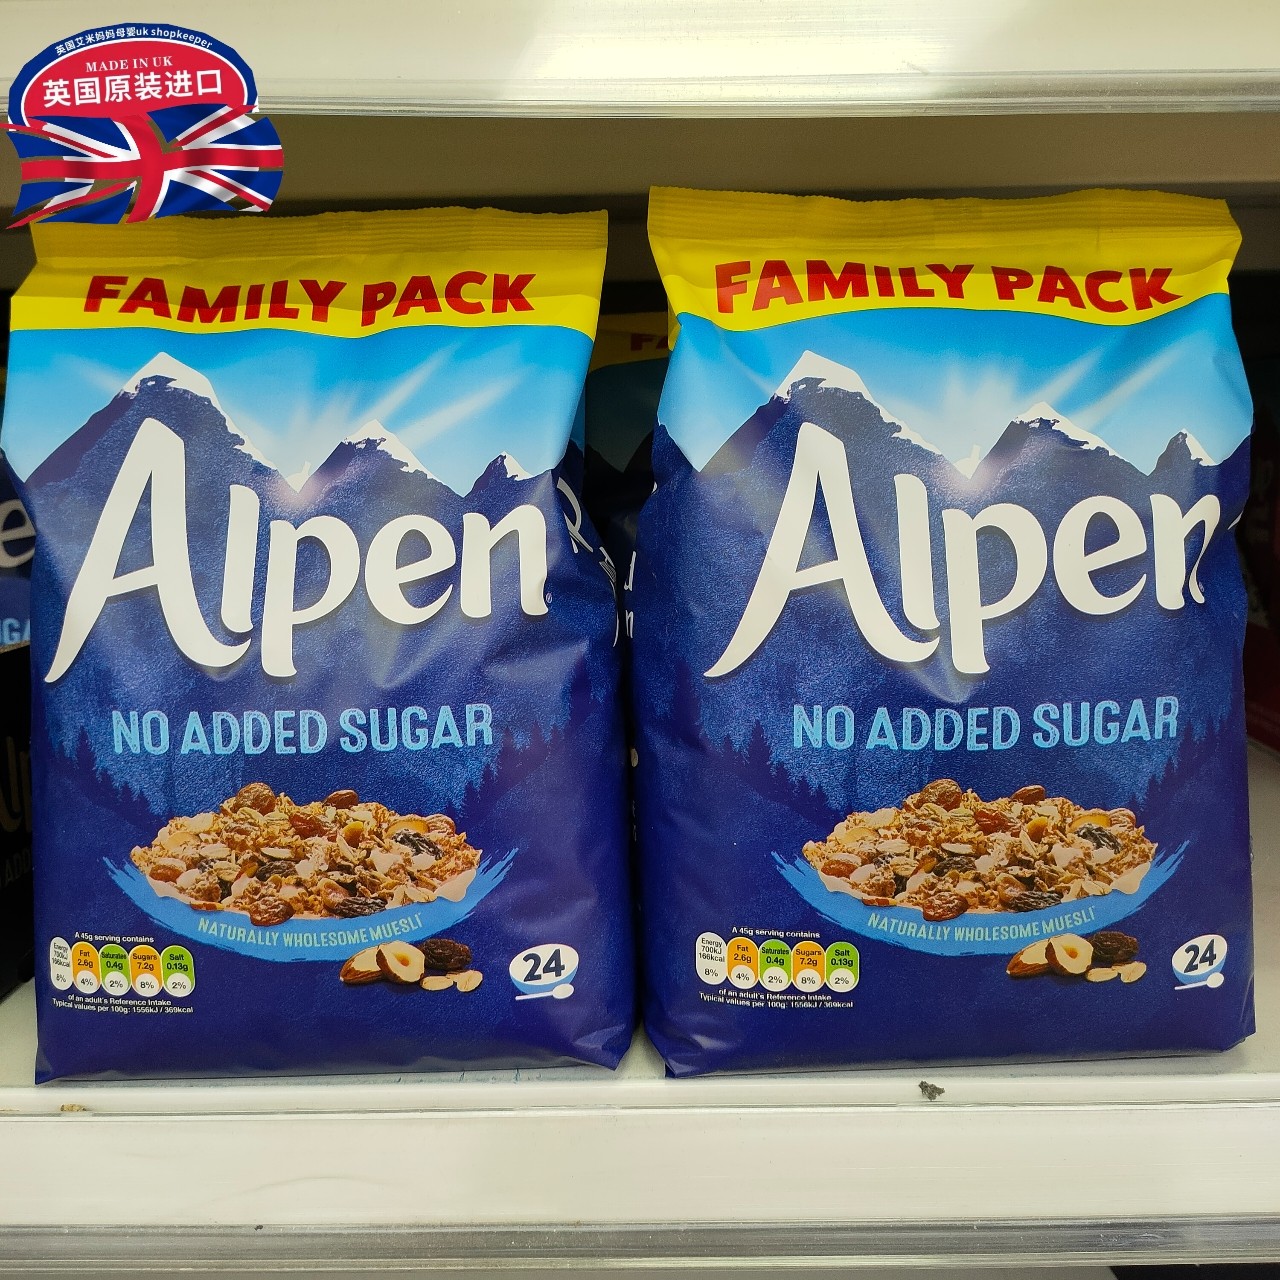 英国艾米妈妈母婴uk shopkeeper
MADE IN UK
英国原装进口
FAMILY PACK
Alpen
NO ADDED SUGAR
NATURALLY WHOLESOME MUESLI
A 45g serving contains
Energy 700kJ 166kcal 8%
Fat 2.6g 4%
Saturates 0.4g 2%
Sugars 7.2g 8%
Salt 0.13g 2%
of an adult's Reference Intake
Typical values per 100g: 1556kJ / 369kcal
24
FAMILY PACK
Alpen
NO ADDED SUGAR
NATURALLY WHOLESOME MUESLI
A 45g serving contains
Energy 700kJ 166kcal 8%
Fat 2.6g 4%
Saturates 0.4g 2%
Sugars 7.2g 8%
Salt 0.13g 2%
of an adult's Reference Intake
Typical values per 100g: 1556kJ / 369kcal
24